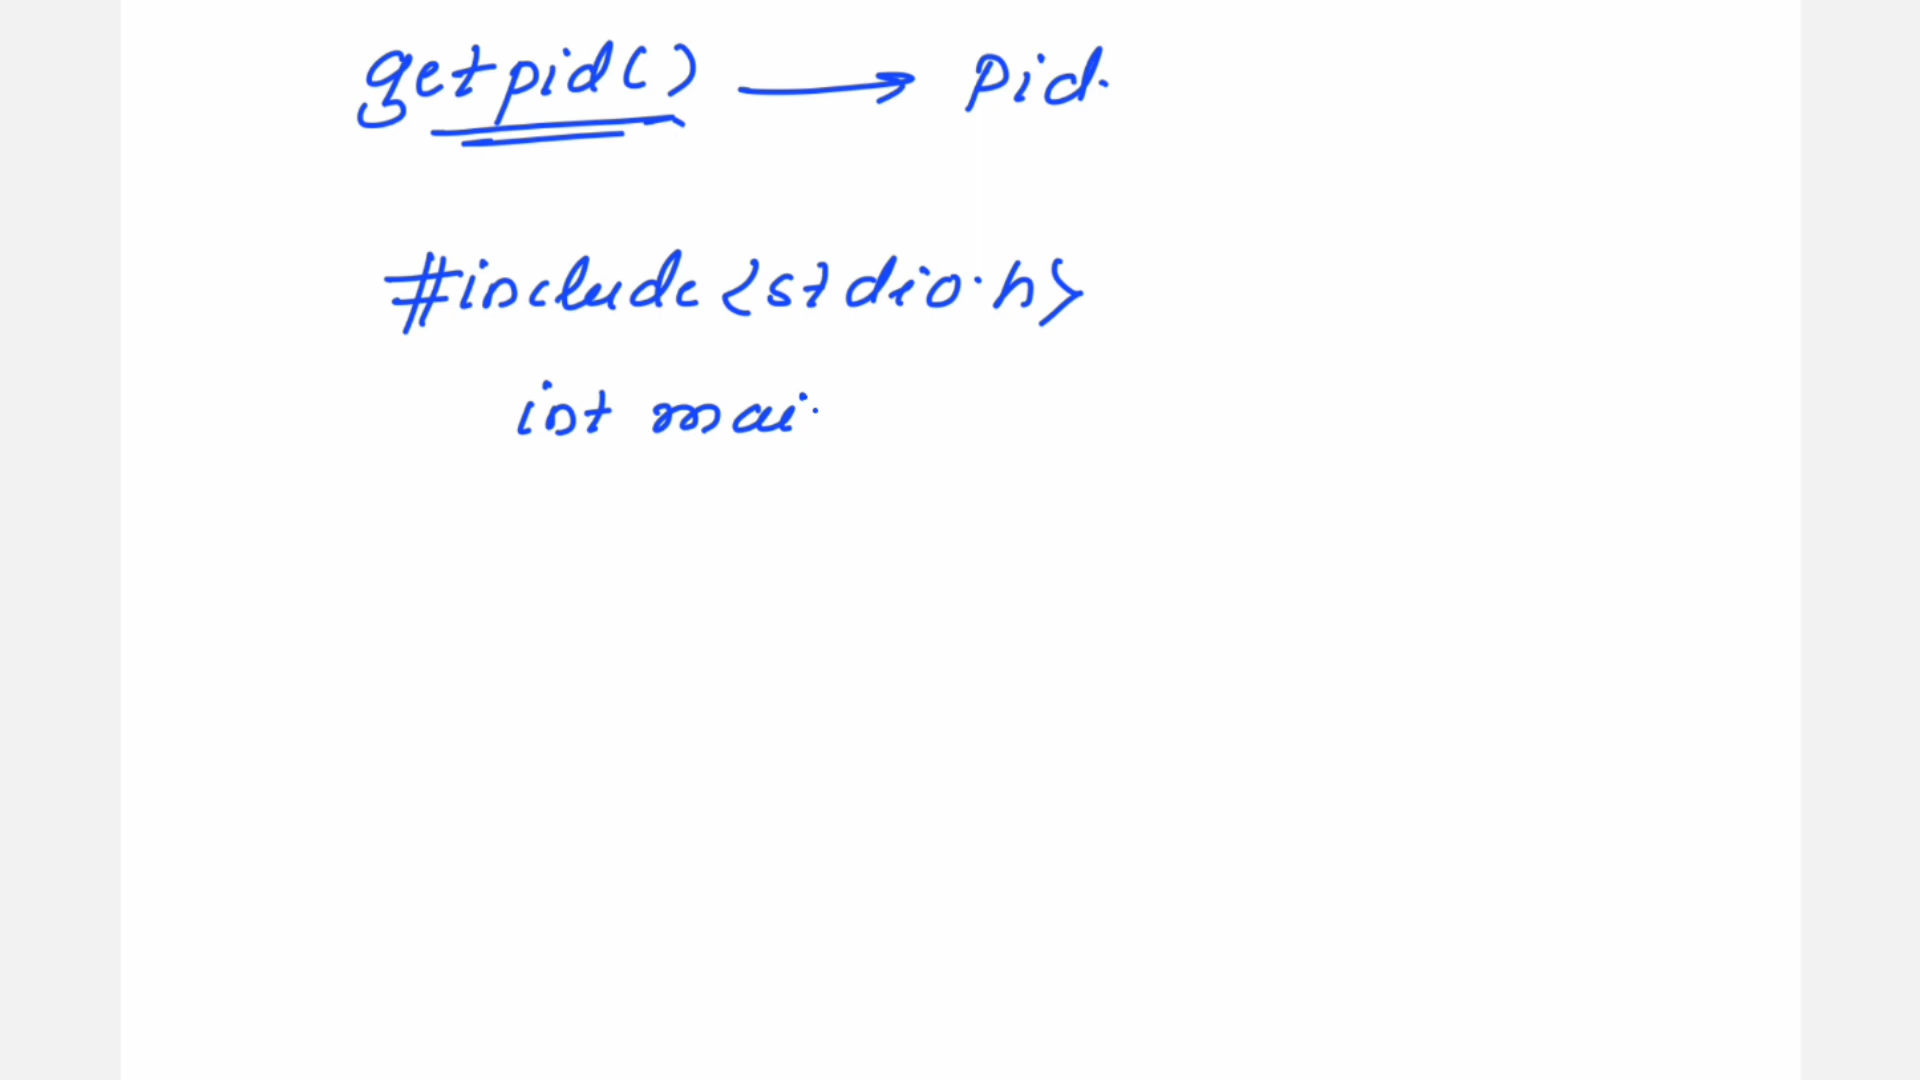 getpid() → pid.
#include <stdio.h>
int mai